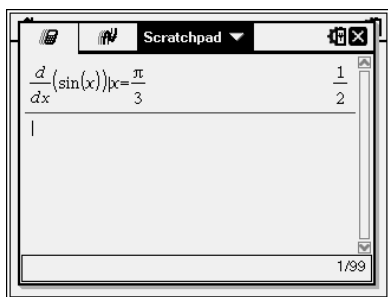 Scratchpad
d/dx(sin(x))|x=π/3 1/2
1/99